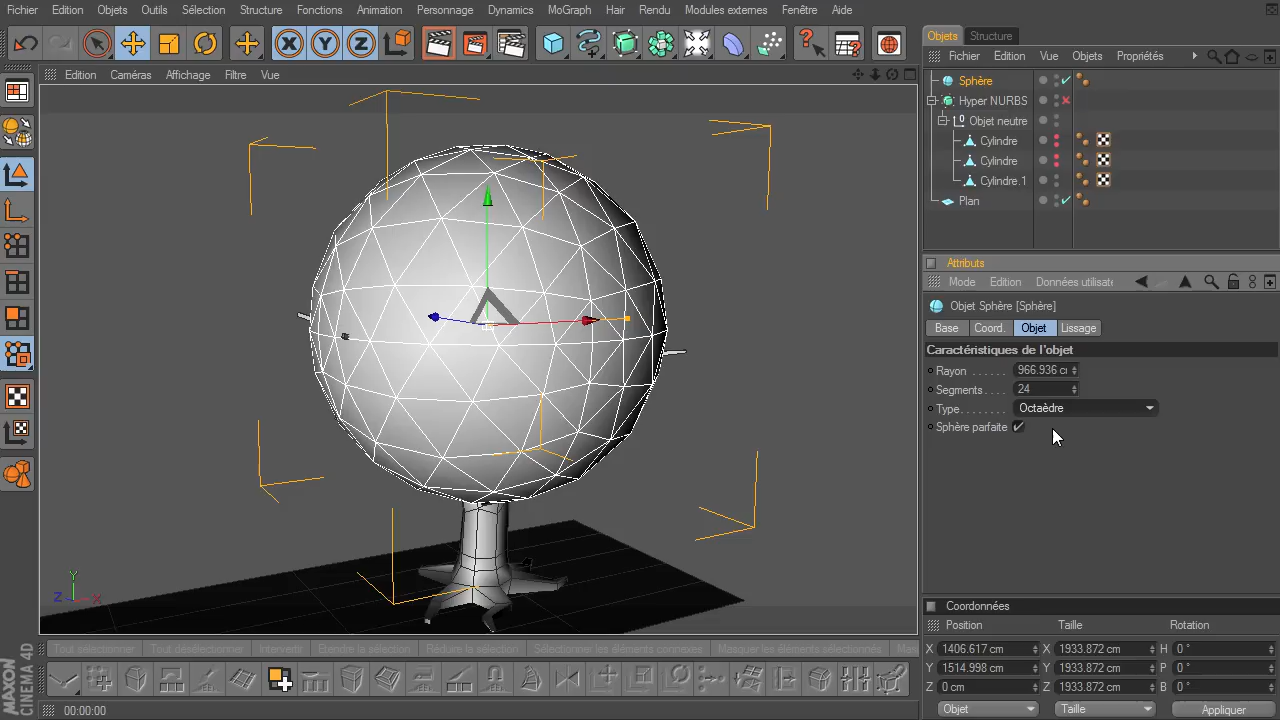 Fichier Edition Objets Outils Sélection Structure Fonctions Animation Personnage Dynamics MoGraph Hair Rendu Modules externes Fenêtre Aide
Edition Caméras Affichage Filtre Vue
Objets Structure
Fichier Edition Vue Objets Propriétés
Sphère
Hyper NURBS
Objet neutre
Cylindre
Cylindre
Cylindre.1
Plan
Attributs
Mode Edition Données utilisate
Objet Sphère [Sphère]
Base Coord. Objet Lissage
Caractéristiques de l'objet
Rayon . . . . . . 966.936 c
Segments . . . . 24
Type. . . . . . . . Octaèdre
Sphère parfaite
Y
Z X
Coordonnées
Position Taille Rotation
X 1406.617 cm X 1933.872 cm H 0 °
Y 1514.998 cm Y 1933.872 cm P 0 °
Z 0 cm Z 1933.872 cm B 0 °
Objet Taille Appliquer
Tout sélectionner Tout désélectionner Intervertir Etendre la sélection Réduire la sélection Sélectionner les éléments connexes Masquer les éléments sélectionnés Mas
MAXON
CINEMA 4D
00:00:00